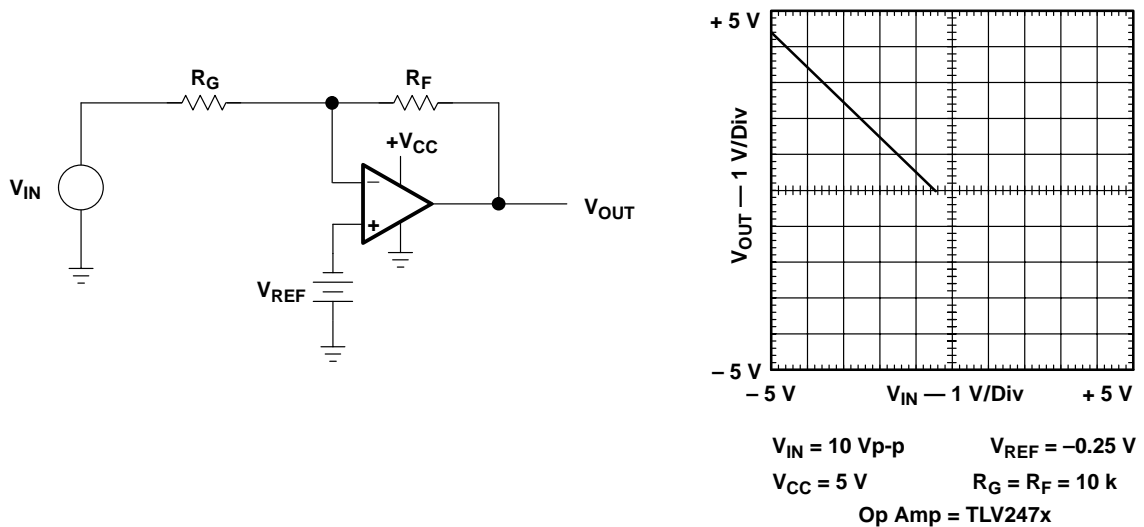 R_G
R_F
+V_CC
V_IN
−
+
V_OUT
V_REF
+ 5 V
V_OUT — 1 V/Div
– 5 V
– 5 V
V_IN — 1 V/Div
+ 5 V
V_IN = 10 Vp-p
V_REF = –0.25 V
V_CC = 5 V
R_G = R_F = 10 k
Op Amp = TLV247x